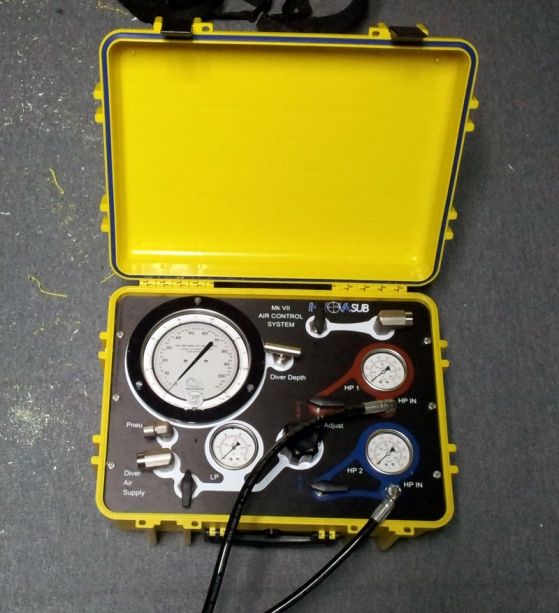 Mk VII
AIR CONTROL
SYSTEM
SUB
Diver Depth
HP 1
HP IN
Pneu
Adjust
LP
HP 2
HP IN
Diver
Air
Supply